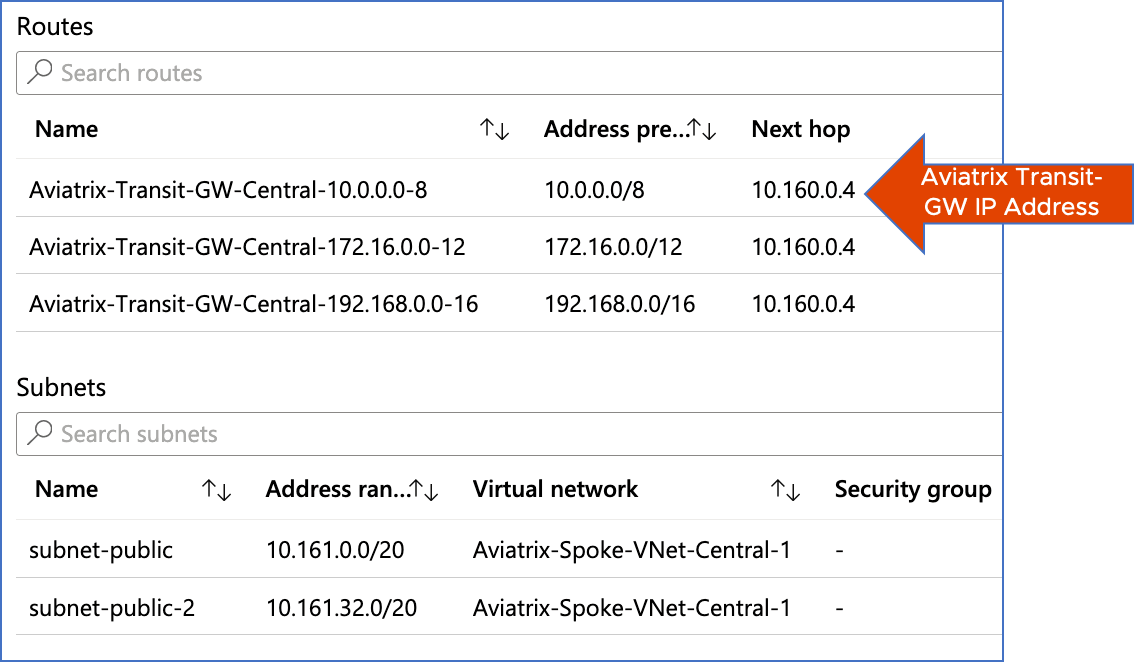 Routes
Search routes
Name Address pre... Next hop
Aviatrix-Transit-GW-Central-10.0.0.0-8 10.0.0.0/8 10.160.0.4
Aviatrix Transit-
GW IP Address
Aviatrix-Transit-GW-Central-172.16.0.0-12 172.16.0.0/12 10.160.0.4
Aviatrix-Transit-GW-Central-192.168.0.0-16 192.168.0.0/16 10.160.0.4
Subnets
Search subnets
Name Address ran... Virtual network Security group
subnet-public 10.161.0.0/20 Aviatrix-Spoke-VNet-Central-1 -
subnet-public-2 10.161.32.0/20 Aviatrix-Spoke-VNet-Central-1 -